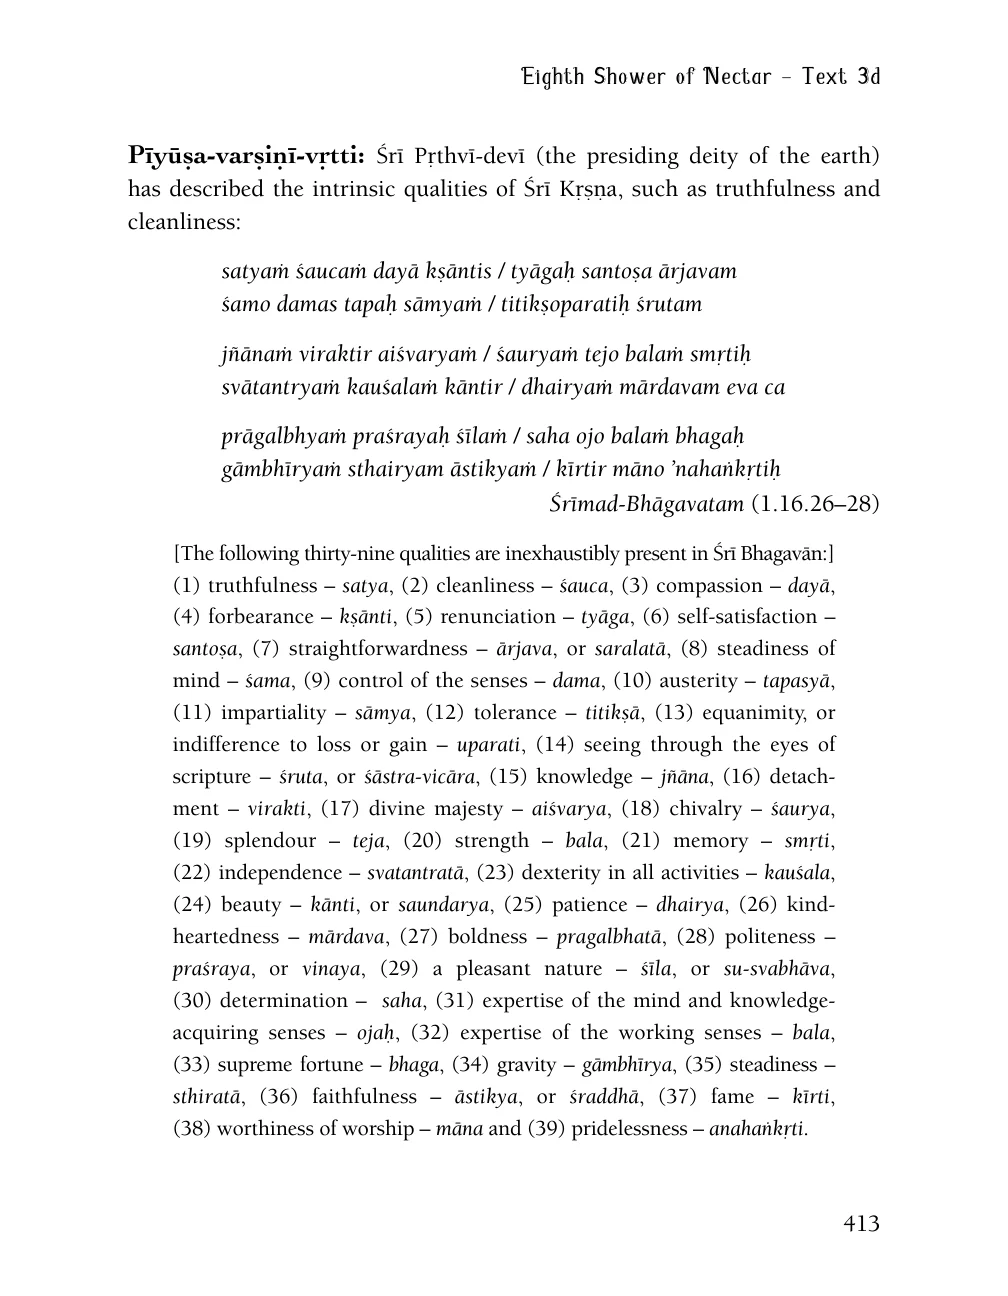 Eighth Shower of Nectar – Text 3d
Pīyūṣa-varṣiṇī-vṛtti: Śrī Pṛthvī-devī (the presiding deity of the earth)
has described the intrinsic qualities of Śrī Kṛṣṇa, such as truthfulness and
cleanliness:
satyaṁ śaucaṁ dayā kṣāntis / tyāgaḥ santoṣa ārjavam
śamo damas tapaḥ sāmyaṁ / titikṣoparatiḥ śrutam
jñānaṁ viraktir aiśvaryaṁ / śauryaṁ tejo balaṁ smṛtiḥ
svātantryaṁ kauśalaṁ kāntir / dhairyaṁ mārdavam eva ca
prāgalbhyaṁ praśrayaḥ śīlaṁ / saha ojo balaṁ bhagaḥ
gāmbhīryaṁ sthairyam āstikyaṁ / kīrtir māno ’nahaṅkṛtiḥ
Śrīmad-Bhāgavatam (1.16.26–28)
[The following thirty-nine qualities are inexhaustibly present in Śrī Bhagavān:]
(1) truthfulness – satya, (2) cleanliness – śauca, (3) compassion – dayā,
(4) forbearance – kṣānti, (5) renunciation – tyāga, (6) self-satisfaction –
santoṣa, (7) straightforwardness – ārjava, or saralatā, (8) steadiness of
mind – śama, (9) control of the senses – dama, (10) austerity – tapasyā,
(11) impartiality – sāmya, (12) tolerance – titikṣā, (13) equanimity, or
indifference to loss or gain – uparati, (14) seeing through the eyes of
scripture – śruta, or śāstra-vicāra, (15) knowledge – jñāna, (16) detach-
ment – virakti, (17) divine majesty – aiśvarya, (18) chivalry – śaurya,
(19) splendour – teja, (20) strength – bala, (21) memory – smṛti,
(22) independence – svatantratā, (23) dexterity in all activities – kauśala,
(24) beauty – kānti, or saundarya, (25) patience – dhairya, (26) kind-
heartedness – mārdava, (27) boldness – pragalbhatā, (28) politeness –
praśraya, or vinaya, (29) a pleasant nature – śīla, or su-svabhāva,
(30) determination – saha, (31) expertise of the mind and knowledge-
acquiring senses – ojaḥ, (32) expertise of the working senses – bala,
(33) supreme fortune – bhaga, (34) gravity – gāmbhīrya, (35) steadiness –
sthiratā, (36) faithfulness – āstikya, or śraddhā, (37) fame – kīrti,
(38) worthiness of worship – māna and (39) pridelessness – anahaṅkṛti.
413